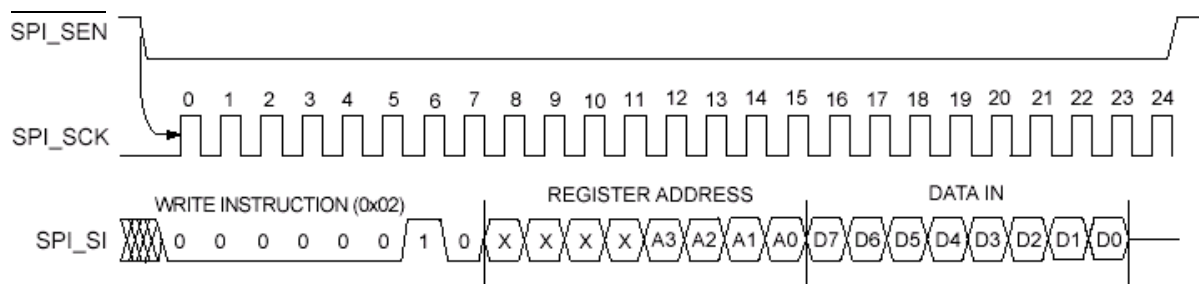 SPI_SEN
0 1 2 3 4 5 6 7 8 9 10 11 12 13 14 15 16 17 18 19 20 21 22 23 24
SPI_SCK
WRITE INSTRUCTION (0x02) REGISTER ADDRESS DATA IN
SPI_SI 0 0 0 0 0 0 1 0 X X X X A3 A2 A1 A0 D7 D6 D5 D4 D3 D2 D1 D0